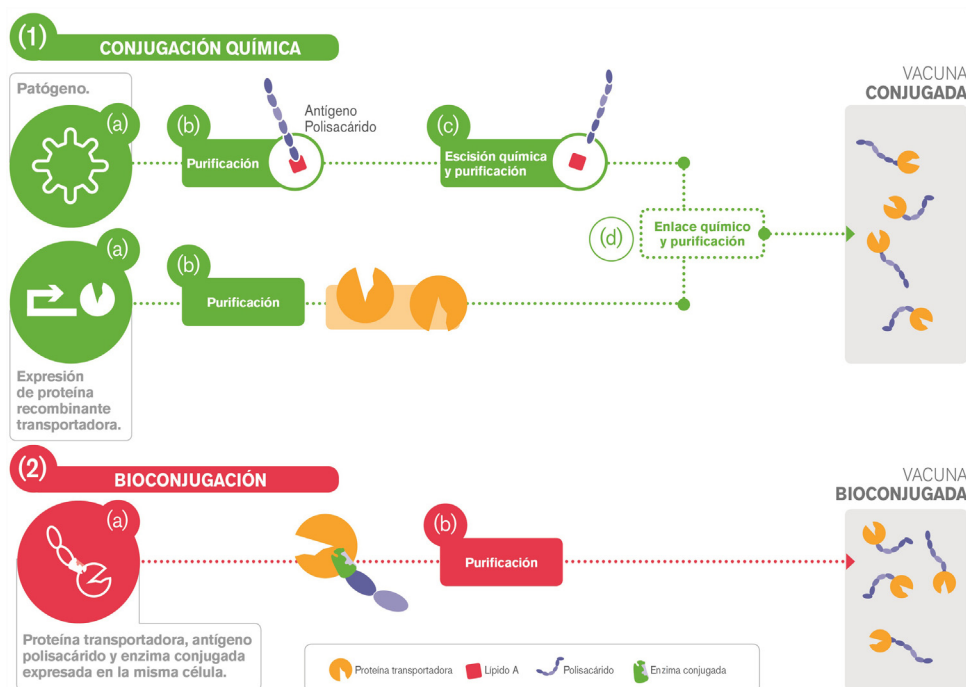 (1)
CONJUGACIÓN QUÍMICA
Patógeno.
(a)
(b)
Purificación
Antígeno
Polisacárido
(c)
Escisión química
y purificación
VACUNA
CONJUGADA
(a)
(b)
Purificación
(d)
Enlace químico
y purificación
Expresión
de proteína
recombinante
transportadora.
(2)
BIOCONJUGACIÓN
(a)
(b)
Purificación
VACUNA
BIOCONJUGADA
Proteína transportadora, antígeno
polisacárido y enzima conjugada
expresada en la misma célula.
Proteína transportadora
Lípido A
Polisacárido
Enzima conjugada